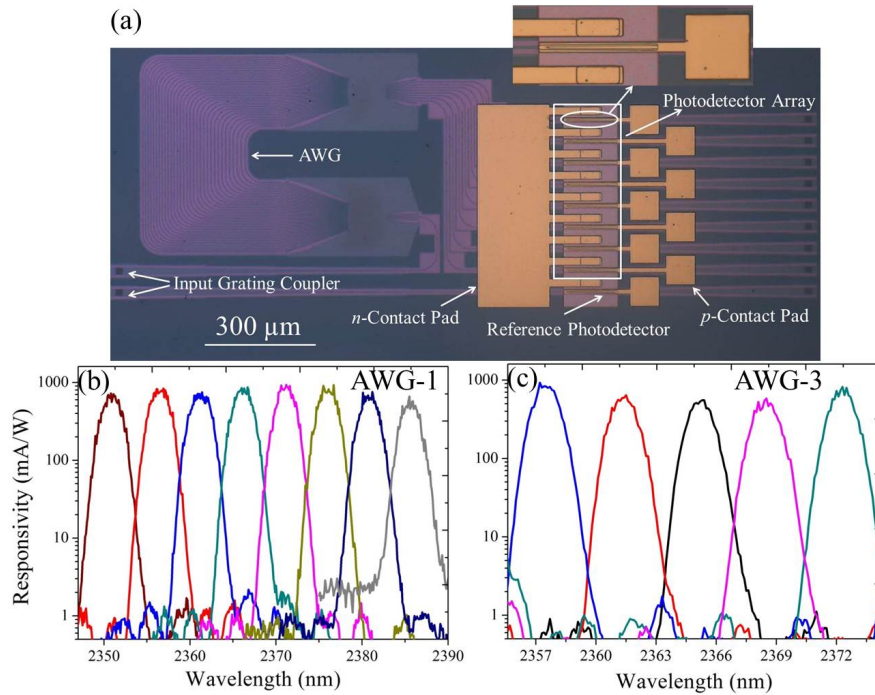 (a)
Photodetector Array
AWG
Input Grating Coupler
n-Contact Pad
p-Contact Pad
Reference Photodetector
300 µm
(b)
AWG-1
1000
100
10
1
Responsivity (mA/W)
2350 2360 2370 2380 2390
Wavelength (nm)
(c)
AWG-3
1000
100
10
1
2357 2360 2363 2366 2369 2372
Wavelength (nm)